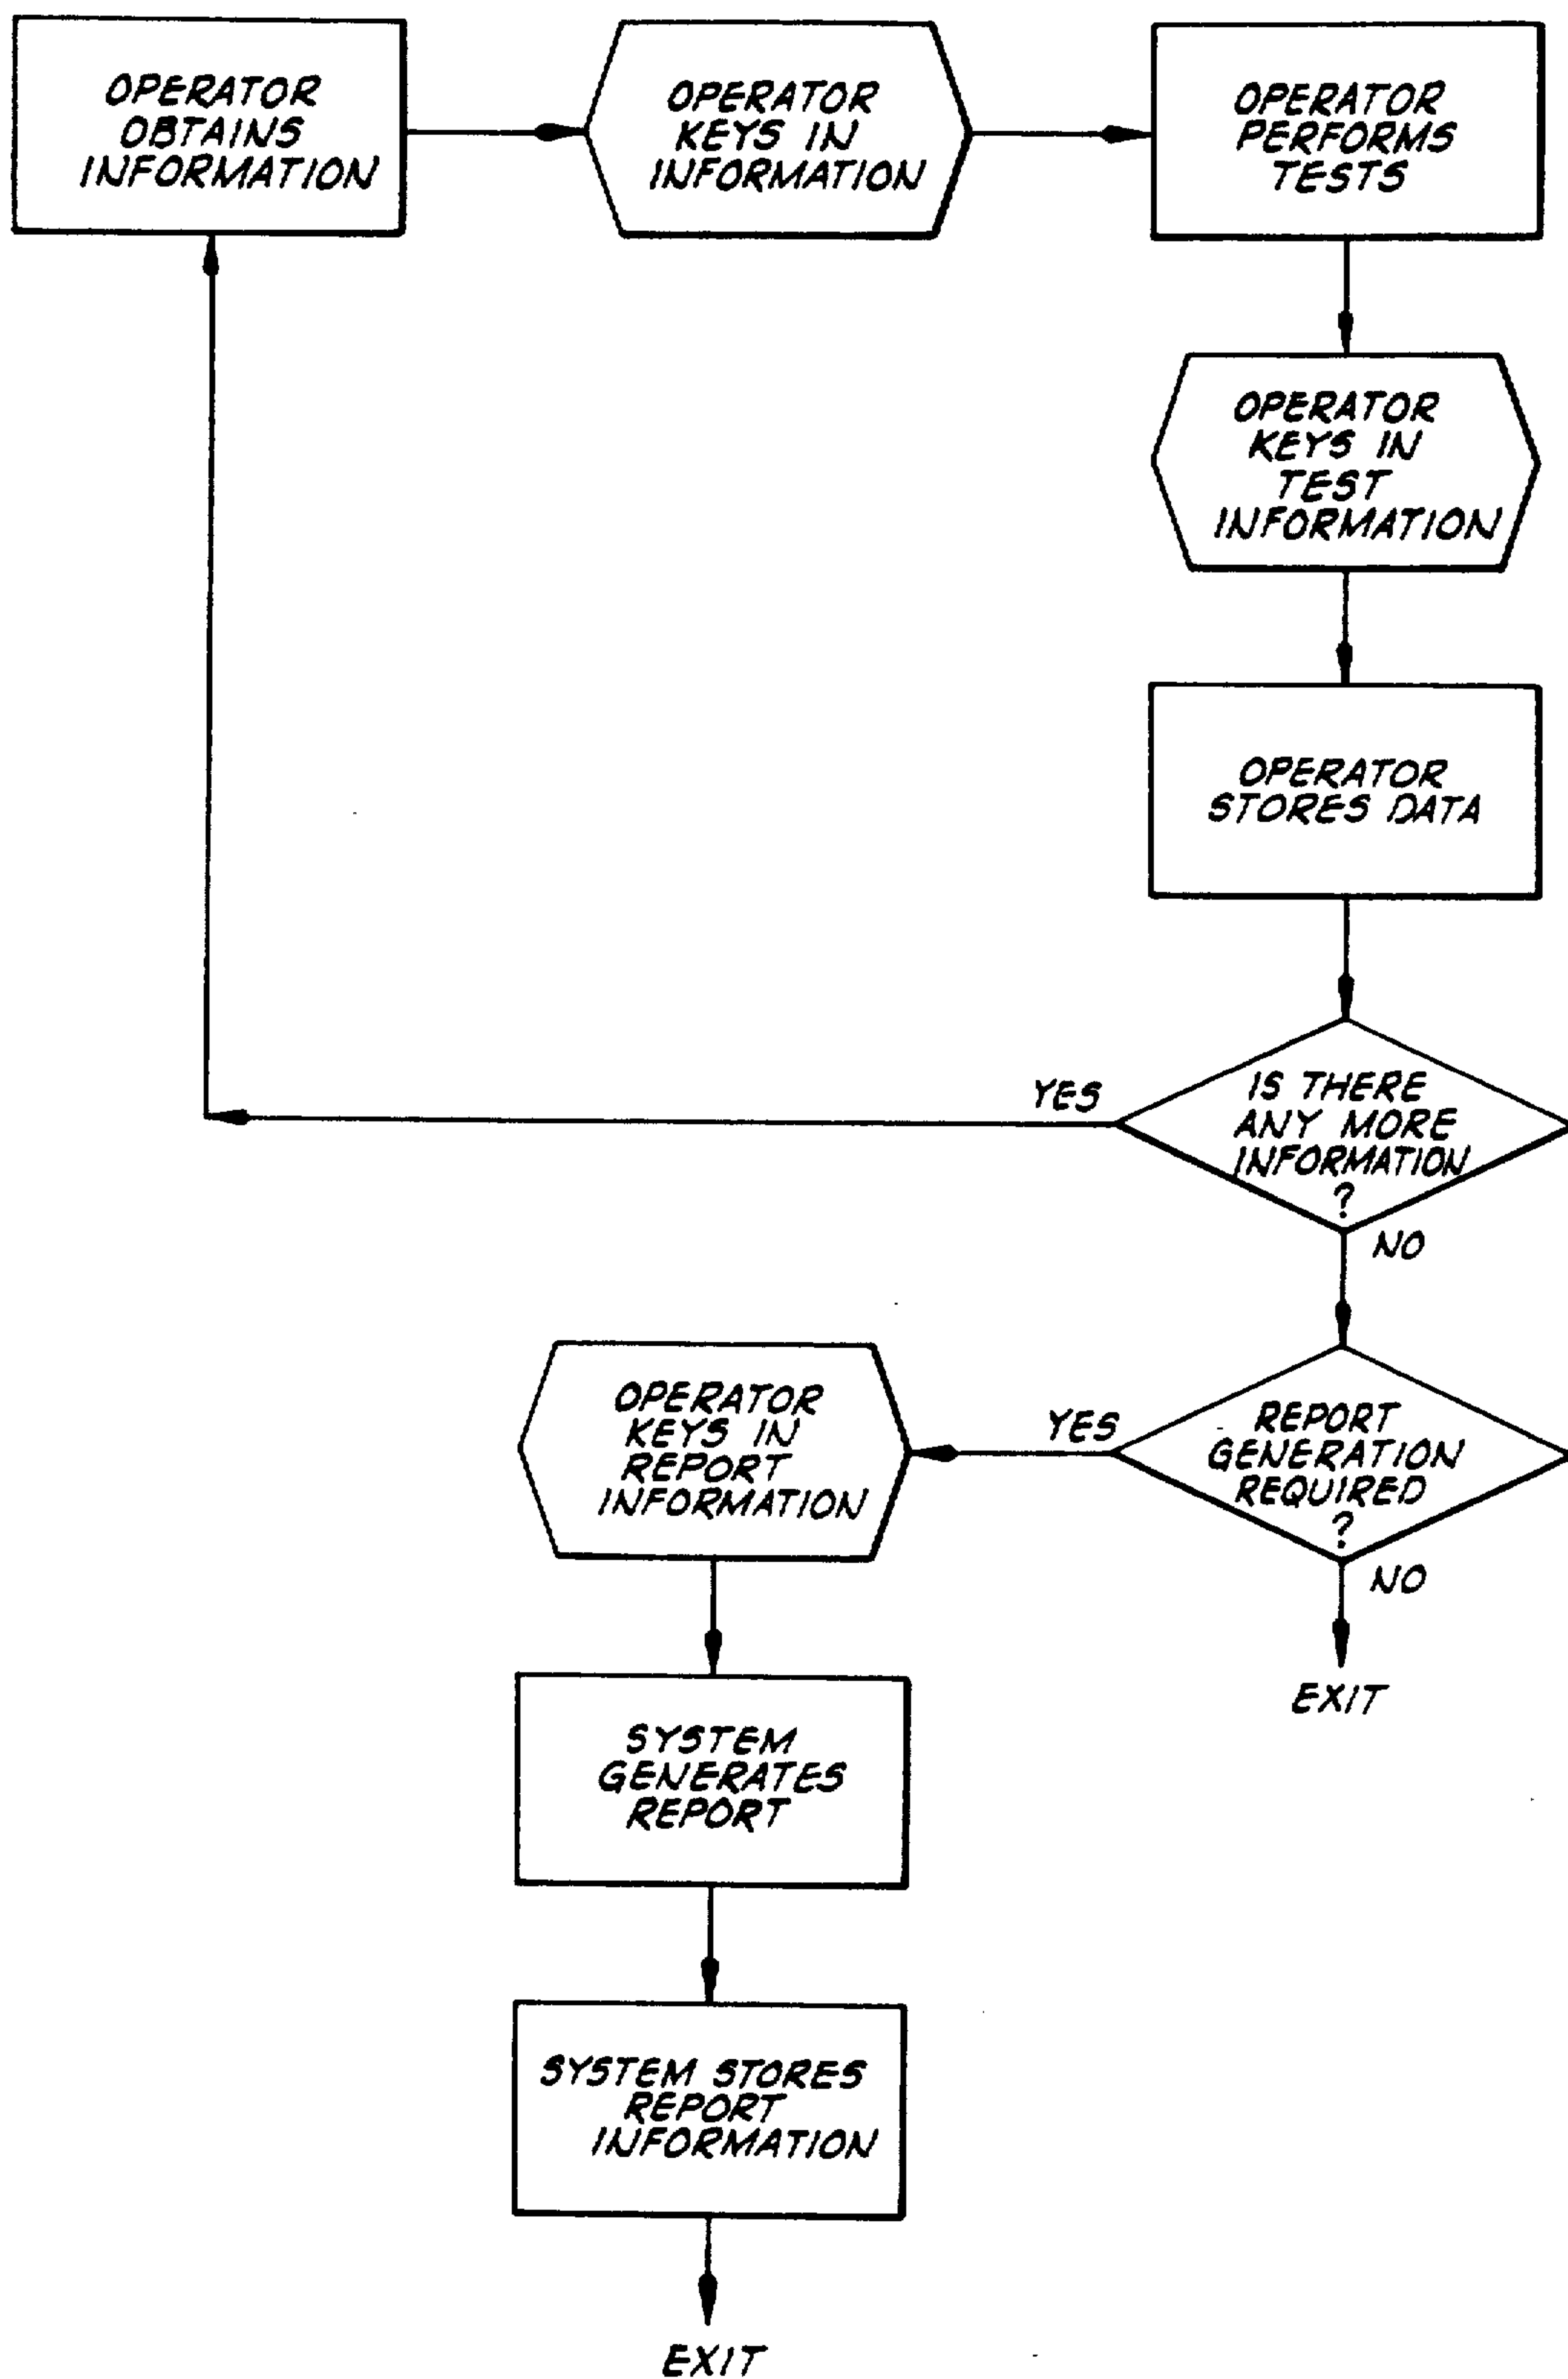 OPERATOR
OBTAINS
INFORMATION
OPERATOR
KEYS IN
INFORMATION
OPERATOR
PERFORMS
TESTS
OPERATOR
KEYS IN
TEST
INFORMATION
OPERATOR
STORES DATA
IS THERE
ANY MORE
INFORMATION
?
YES
NO
REPORT
GENERATION
REQUIRED
?
YES
NO
EXIT
OPERATOR
KEYS IN
REPORT
INFORMATION
SYSTEM
GENERATES
REPORT
SYSTEM STORES
REPORT
INFORMATION
EXIT